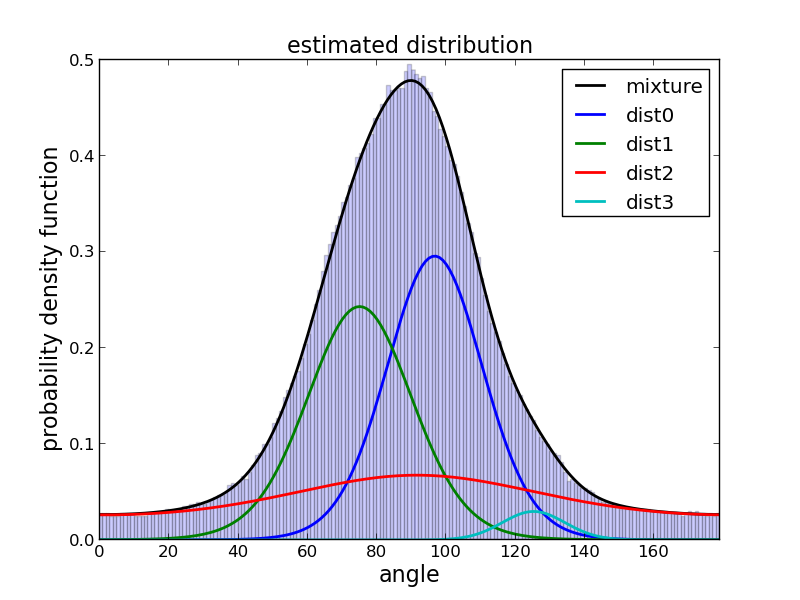 estimated distribution
probability density function
0.5
0.4
0.3
0.2
0.1
0.0
mixture
dist0
dist1
dist2
dist3
0 20 40 60 80 100 120 140 160
angle